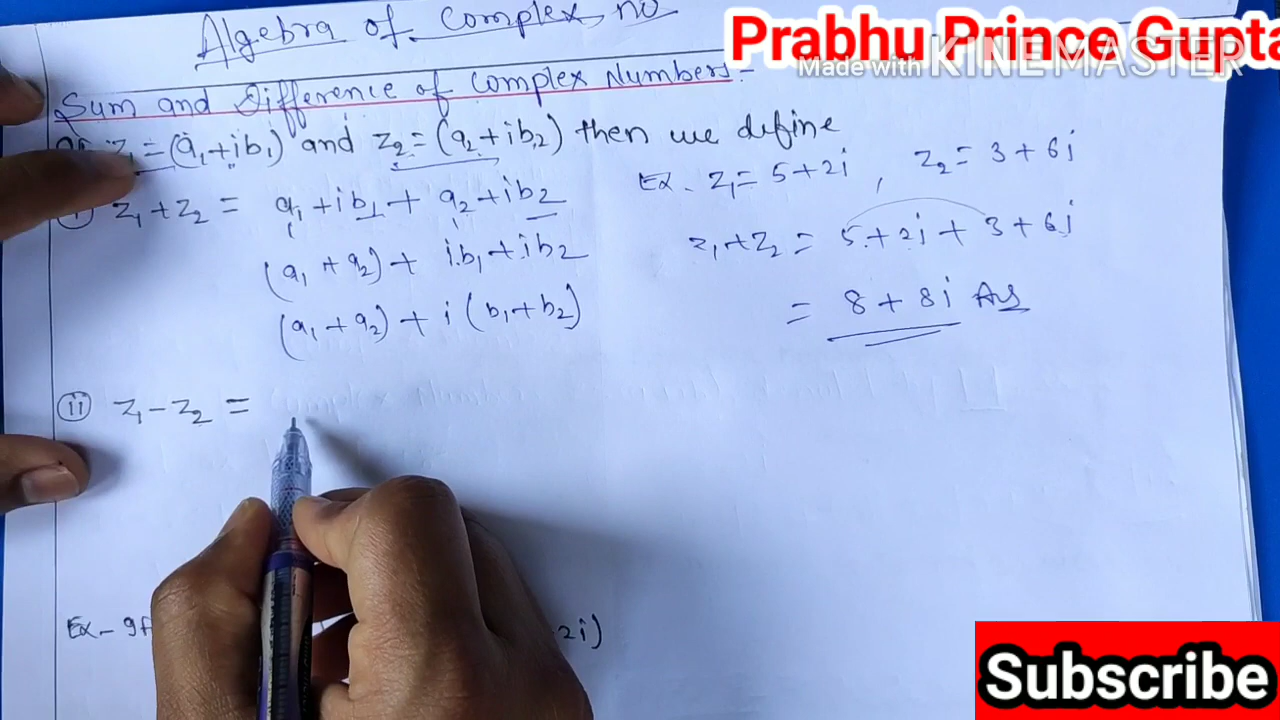 Algebra of complex no
Prabhu Prince Gupta
Made with KINEMASTER
Sum and Difference of Complex Numbers:-
z₁ = (a₁+ib₁) and z₂ = (a₂+ib₂) then we define
z₁+z₂ = a₁+ib₁ + a₂+ib₂
(a₁+a₂) + ib₁+ib₂
(a₁+a₂) + i(b₁+b₂)
Ex. z₁= 5+2i , z₂= 3+6i
z₁+z₂ = 5+2i + 3+6i
= 8+8i Ans
(ii) z₁-z₂ =
Ex- If 2i)
Subscribe